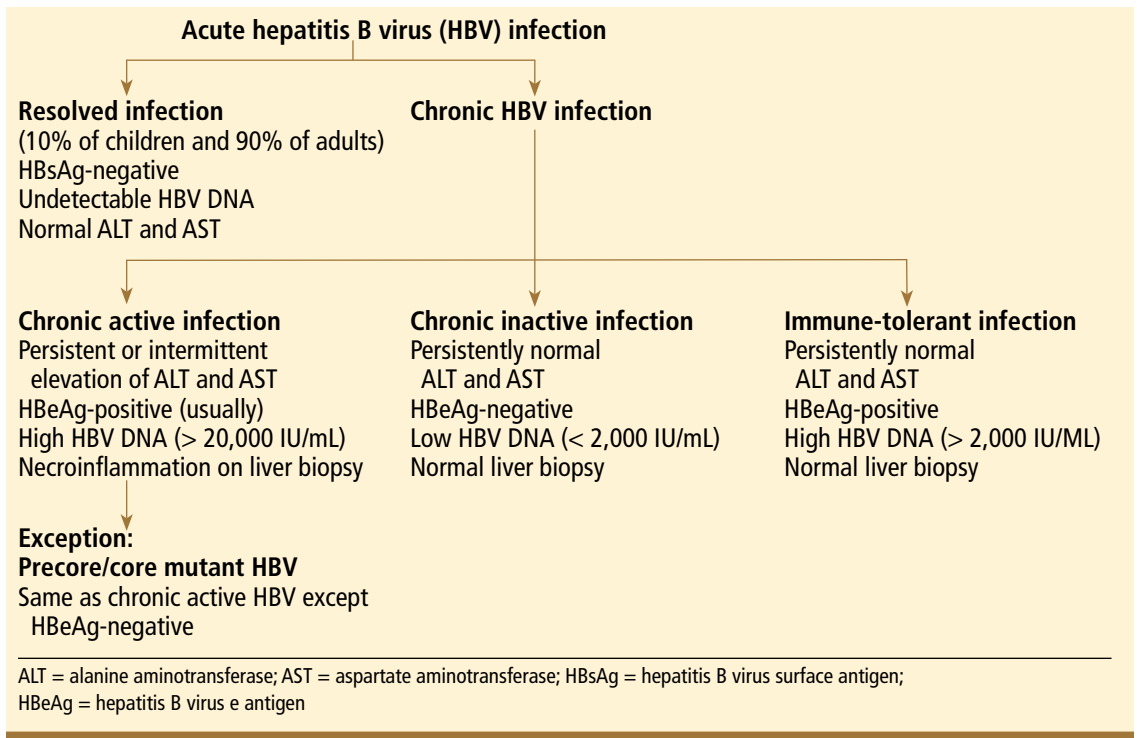 Acute hepatitis B virus (HBV) infection
Resolved infection
(10% of children and 90% of adults)
HBsAg-negative
Undetectable HBV DNA
Normal ALT and AST
Chronic HBV infection
Chronic active infection
Persistent or intermittent
elevation of ALT and AST
HBeAg-positive (usually)
High HBV DNA (> 20,000 IU/mL)
Necroinflammation on liver biopsy
Chronic inactive infection
Persistently normal
ALT and AST
HBeAg-negative
Low HBV DNA (< 2,000 IU/mL)
Normal liver biopsy
Immune-tolerant infection
Persistently normal
ALT and AST
HBeAg-positive
High HBV DNA (> 2,000 IU/ML)
Normal liver biopsy
Exception:
Precore/core mutant HBV
Same as chronic active HBV except
HBeAg-negative
ALT = alanine aminotransferase; AST = aspartate aminotransferase; HBsAg = hepatitis B virus surface antigen;
HBeAg = hepatitis B virus e antigen